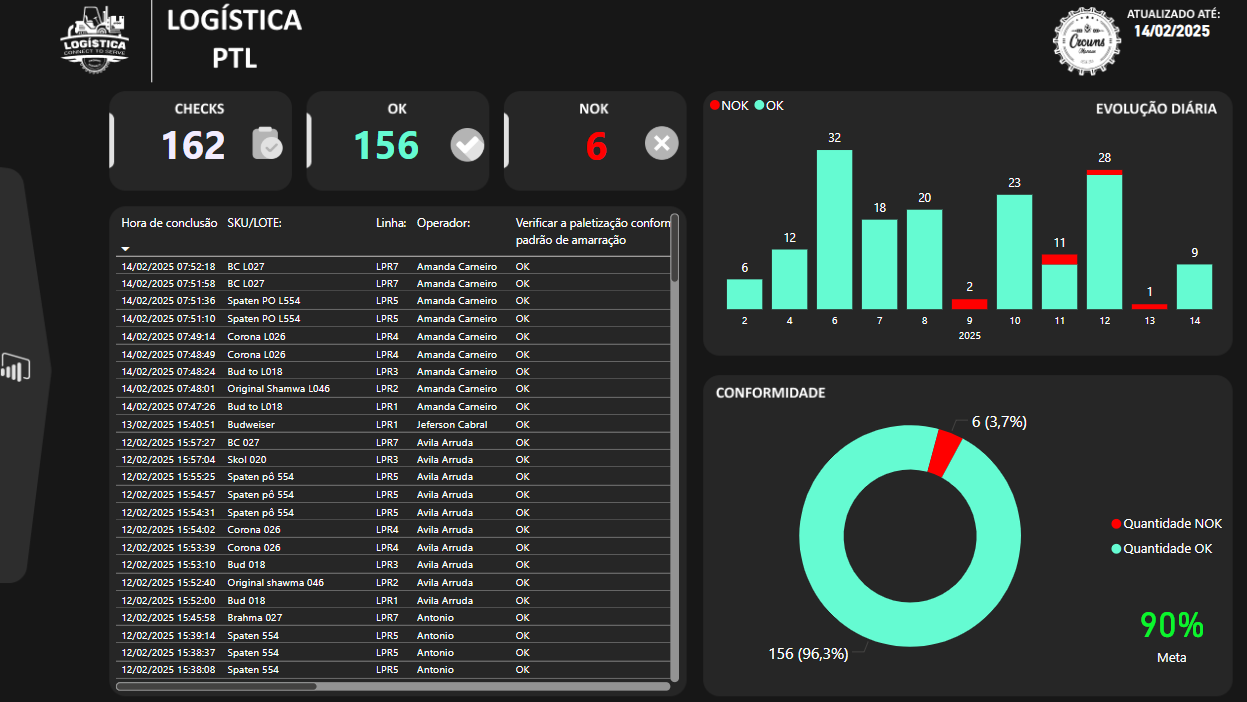 LOGÍSTICA
CONNECT TO SERVE
LOGÍSTICA
PTL
Crowns
Manaus
ATUALIZADO ATÉ:
14/02/2025
CHECKS
162
OK
156
NOK
6
Hora de conclusão SKU/LOTE: Linha: Operador: Verificar a paletização conforn
padrão de amarração
14/02/2025 07:52:18 BC L027 LPR7 Amanda Carneiro OK
14/02/2025 07:51:58 BC L027 LPR7 Amanda Carneiro OK
14/02/2025 07:51:36 Spaten PO L554 LPR5 Amanda Carneiro OK
14/02/2025 07:51:10 Spaten PO L554 LPR5 Amanda Carneiro OK
14/02/2025 07:49:14 Corona L026 LPR4 Amanda Carneiro OK
14/02/2025 07:48:49 Corona L026 LPR4 Amanda Carneiro OK
14/02/2025 07:48:24 Bud to L018 LPR3 Amanda Carneiro OK
14/02/2025 07:48:01 Original Shamwa L046 LPR2 Amanda Carneiro OK
14/02/2025 07:47:26 Bud to L018 LPR1 Amanda Carneiro OK
13/02/2025 15:40:51 Budweiser LPR1 Jeferson Cabral OK
12/02/2025 15:57:27 BC 027 LPR7 Avila Arruda OK
12/02/2025 15:57:04 Skol 020 LPR3 Avila Arruda OK
12/02/2025 15:55:25 Spaten pô 554 LPR5 Avila Arruda OK
12/02/2025 15:54:57 Spaten pô 554 LPR5 Avila Arruda OK
12/02/2025 15:54:31 Spaten pô 554 LPR5 Avila Arruda OK
12/02/2025 15:54:02 Corona 026 LPR4 Avila Arruda OK
12/02/2025 15:53:39 Corona 026 LPR4 Avila Arruda OK
12/02/2025 15:53:10 Bud 018 LPR3 Avila Arruda OK
12/02/2025 15:52:40 Original shawma 046 LPR2 Avila Arruda OK
12/02/2025 15:52:00 Bud 018 LPR1 Avila Arruda OK
12/02/2025 15:45:58 Brahma 027 LPR7 Antonio OK
12/02/2025 15:39:14 Spaten 554 LPR5 Antonio OK
12/02/2025 15:38:37 Spaten 554 LPR5 Antonio OK
12/02/2025 15:38:08 Spaten 554 LPR5 Antonio OK
NOK OK
EVOLUÇÃO DIÁRIA
6 12 32 18 20 2 23 11 28 1 9
2 4 6 7 8 9 10 11 12 13 14
2025
CONFORMIDADE
6 (3,7%)
156 (96,3%)
Quantidade NOK
Quantidade OK
90%
Meta